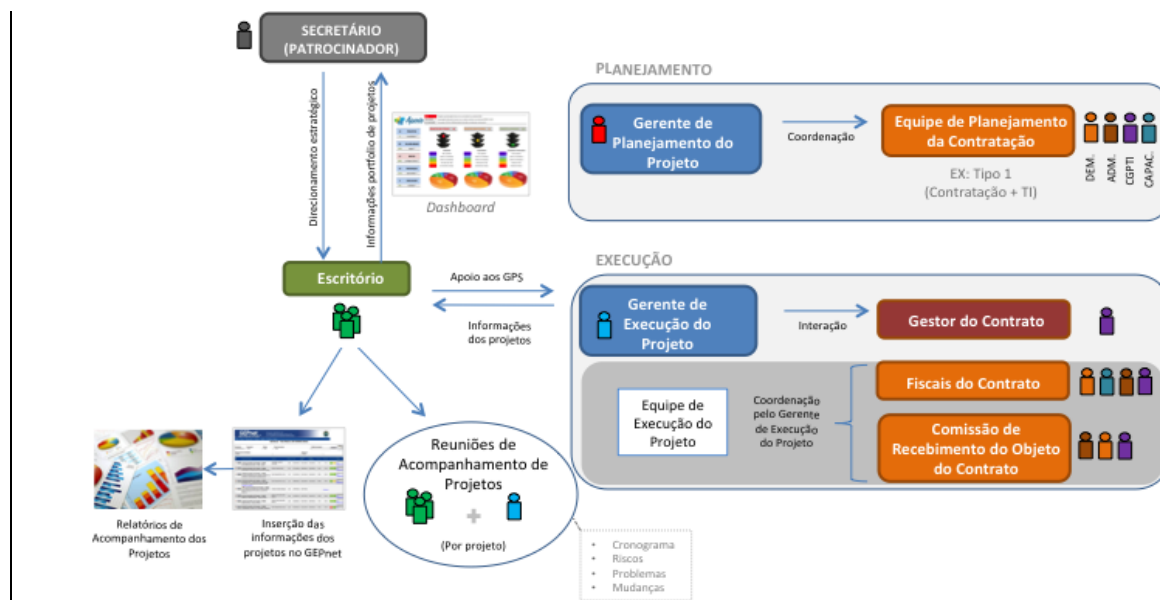 SECRETÁRIO
(PATROCINADOR)
Direcionamento estratégico
Informações portfolio de projetos
Dashboard
Escritório
Apoio aos GPS
Informações
dos projetos
PLANEJAMENTO
Gerente de
Planejamento do
Projeto
Coordenação
Equipe de Planejamento
da Contratação
EX: Tipo 1
(Contratação + TI)
DEM.
ADM.
CGPTI
CAPAC.
EXECUÇÃO
Gerente de
Execução do
Projeto
Interação
Gestor do Contrato
Equipe de
Execução do
Projeto
Coordenação
pelo Gerente
de Execução
do Projeto
Fiscais do Contrato
Comissão de
Recebimento do Objeto
do Contrato
Relatórios de
Acompanhamento dos
Projetos
Inserção das
informações dos
projetos no GEPnet
Reuniões de
Acompanhamento de
Projetos
+
(Por projeto)
• Cronograma
• Riscos
• Problemas
• Mudanças